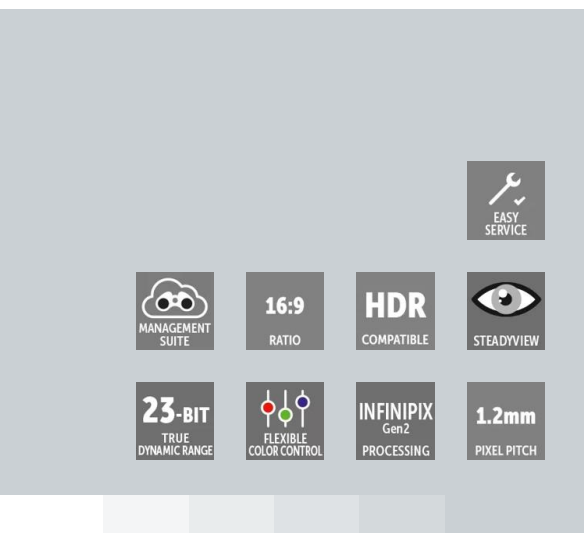 EASY
SERVICE
MANAGEMENT
SUITE
16:9
RATIO
HDR
COMPATIBLE
STEADYVIEW
23-BIT
TRUE
DYNAMIC RANGE
FLEXIBLE
COLOR CONTROL
INFINIPIX
Gen2
PROCESSING
1.2mm
PIXEL PITCH